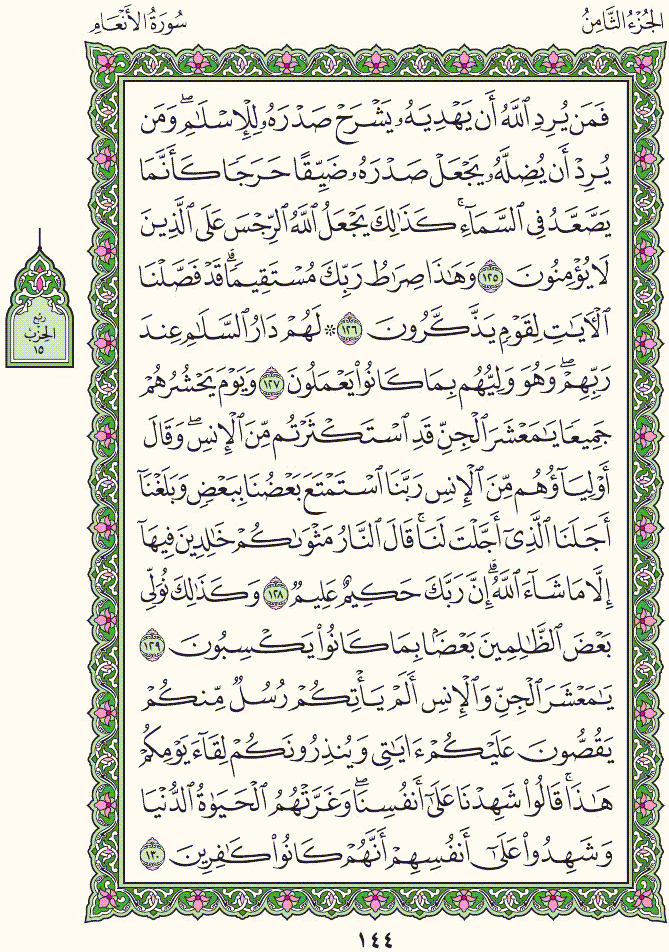 الجُزْءُ الثَّامِنُ
سُورَةُ الأَنْعَام
فَمَن يُرِدِ ٱللَّهُ أَن يَهْدِيَهُۥ يَشْرَحْ صَدْرَهُۥ لِلْإِسْلَٰمِۖ وَمَن
يُرِدْ أَن يُضِلَّهُۥ يَجْعَلْ صَدْرَهُۥ ضَيِّقًا حَرَجًا كَأَنَّمَا
يَصَّعَّدُ فِى ٱلسَّمَآءِۚ كَذَٰلِكَ يَجْعَلُ ٱللَّهُ ٱلرِّجْسَ عَلَى ٱلَّذِينَ
لَا يُؤْمِنُونَ ١٢٥ وَهَٰذَا صِرَٰطُ رَبِّكَ مُسْتَقِيمًاۗ قَدْ فَصَّلْنَا
ٱلْءَايَٰتِ لِقَوْمٍ يَذَّكَّرُونَ ١٢٦ ۞ لَهُمْ دَارُ ٱلسَّلَٰمِ عِندَ
رَبِّهِمْۖ وَهُوَ وَلِيُّهُم بِمَا كَانُوا۟ يَعْمَلُونَ ١٢٧ وَيَوْمَ يَحْشُرُهُمْ
جَمِيعًا يَٰمَعْشَرَ ٱلْجِنِّ قَدِ ٱسْتَكْثَرْتُم مِّنَ ٱلْإِنسِۖ وَقَالَ
أَوْلِيَآؤُهُم مِّنَ ٱلْإِنسِ رَبَّنَا ٱسْتَمْتَعَ بَعْضُنَا بِبَعْضٍ وَبَلَغْنَآ
أَجَلَنَا ٱلَّذِىٓ أَجَّلْتَ لَنَاۚ قَالَ ٱلنَّارُ مَثْوَىٰكُمْ خَٰلِدِينَ فِيهَآ
إِلَّا مَا شَآءَ ٱللَّهُۗ إِنَّ رَبَّكَ حَكِيمٌ عَلِيمٌ ١٢٨ وَكَذَٰلِكَ نُوَلِّى
بَعْضَ ٱلظَّٰلِمِينَ بَعْضًۢا بِمَا كَانُوا۟ يَكْسِبُونَ ١٢٩
يَٰمَعْشَرَ ٱلْجِنِّ وَٱلْإِنسِ أَلَمْ يَأْتِكُمْ رُسُلٌ مِّنكُمْ
يَقُصُّونَ عَلَيْكُمْ ءَايَٰتِى وَيُنذِرُونَكُمْ لِقَآءَ يَوْمِكُمْ
هَٰذَاۚ قَالُوا۟ شَهِدْنَا عَلَىٰٓ أَنفُسِنَاۖ وَغَرَّتْهُمُ ٱلْحَيَوٰةُ ٱلدُّنْيَا
وَشَهِدُوا۟ عَلَىٰٓ أَنفُسِهِمْ أَنَّهُمْ كَانُوا۟ كَٰفِرِينَ ١٣٠
رُبْع
الحِزْب
١٥
١٤٤